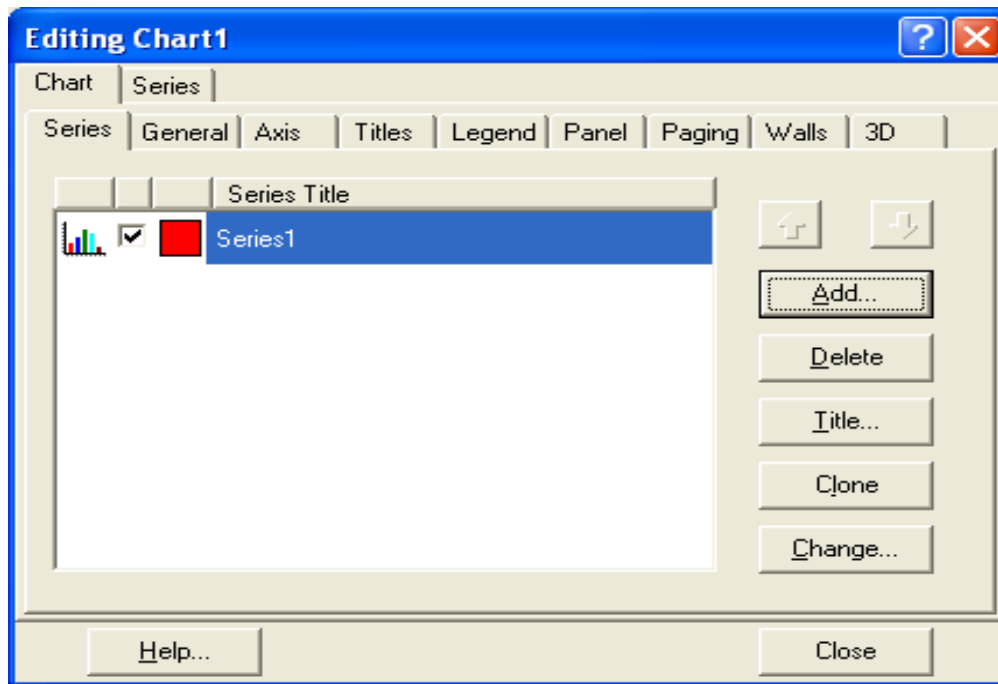 Editing Chart1
Chart Series
Series General Axis Titles Legend Panel Paging Walls 3D
Series Title
Series1
Add...
Delete
Title...
Clone
Change...
Help... Close